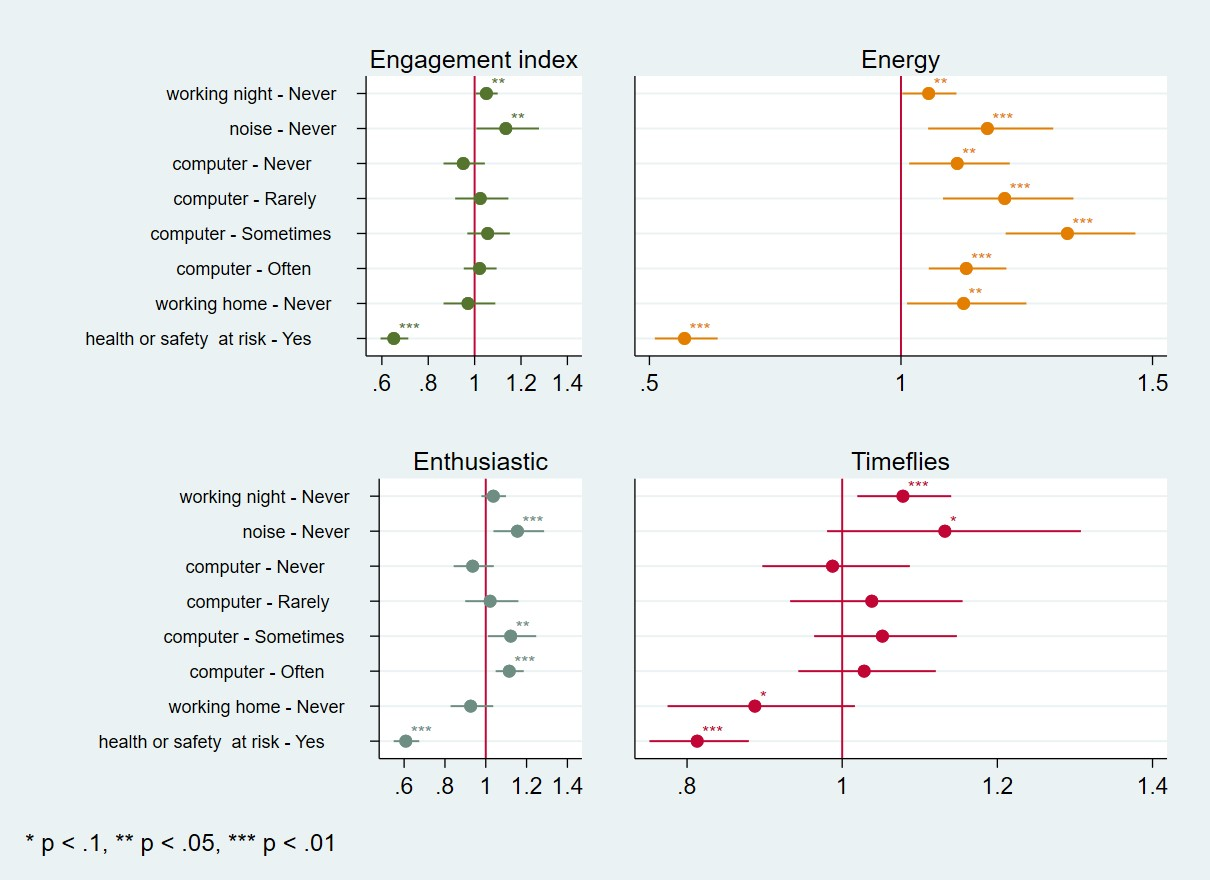 Engagement index
working night - Never **
noise - Never **
computer - Never
computer - Rarely
computer - Sometimes
computer - Often
working home - Never
health or safety  at risk - Yes ***
.6 .8 1 1.2 1.4
Energy
**
***
**
***
***
***
**
***
.5 1 1.5
Enthusiastic
working night - Never
noise - Never ***
computer - Never
computer - Rarely
computer - Sometimes **
computer - Often ***
working home - Never
health or safety  at risk - Yes ***
.6 .8 1 1.2 1.4
Timeflies
***
*
*
***
.8 1 1.2 1.4
* p < .1, ** p < .05, *** p < .01